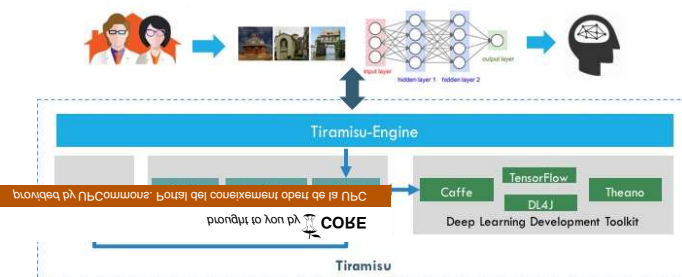 input layer
hidden layer 1 hidden layer 2
output layer
Tiramisu-Engine
Caffe
TensorFlow
DL4J
Theano
Deep Learning Development Toolkit
provided by UPCommons. Portal del coneixement obert de la UPC
brought to you by CORE
Tiramisu